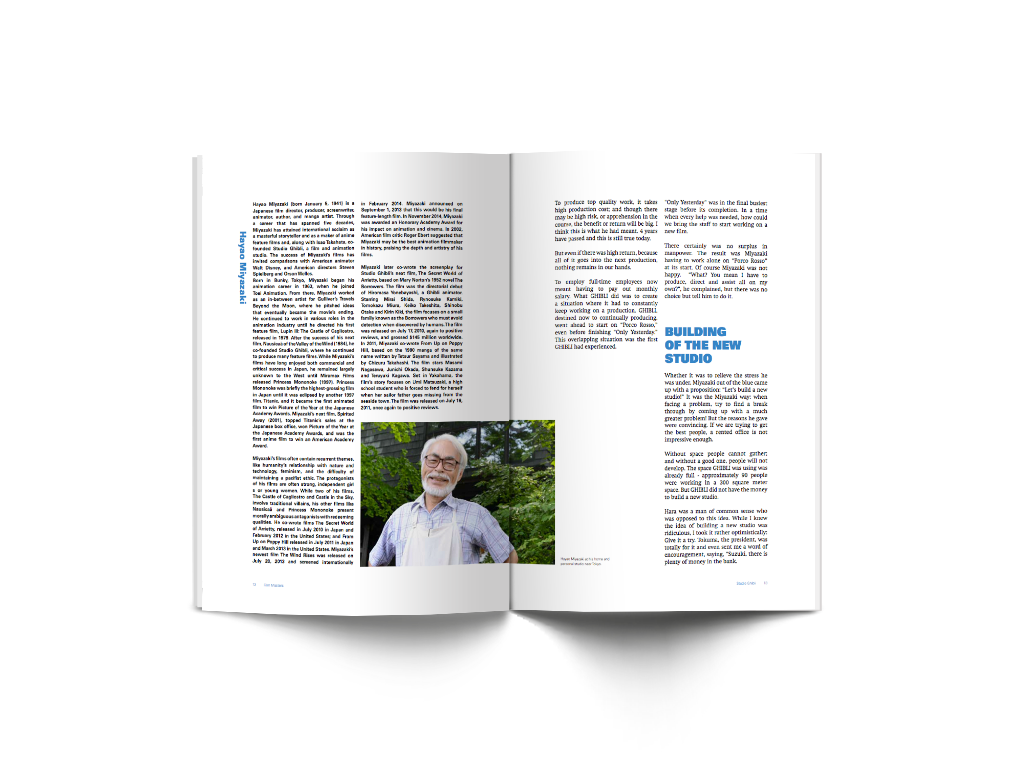 Hayao Miyazaki
Hayao Miyazaki (born January 5, 1941) is a
Japanese film director, producer, screenwriter,
animator, author, and manga artist. Through
a career that has spanned five decades,
Miyazaki has attained international acclaim as
a masterful storyteller and as a maker of anime
feature films and, along with Isao Takahata, co-
founded Studio Ghibli, a film and animation
studio. The success of Miyazaki's films has
invited comparisons with American animator
Walt Disney, and American directors Steven
Spielberg and Orson Welles.
Born in Bunky, Tokyo, Miyazaki began his
animation career in 1963, when he joined
Toei Animation. From there, Miyazaki worked
as an in-between artist for Gulliver's Travels
Beyond the Moon, where he pitched ideas
that eventually became the movie's ending.
He continued to work in various roles in the
animation industry until he directed his first
feature film, Lupin III: The Castle of Cagliostro,
released in 1979. After the success of his next
film, Nausicaa of the Valley of the Wind (1984), he
co-founded Studio Ghibli, where he continued
to produce many feature films. While Miyazaki's
films have long enjoyed both commercial and
critical success in Japan, he remained largely
unknown to the West until Miramax Films
released Princess Mononoke (1997). Princess
Mononoke was briefly the highest-grossing film
in Japan until it was eclipsed by another 1997
film, Titanic, and it became the first animated
film to win Picture of the Year at the Japanese
Academy Awards. Miyazaki's next film, Spirited
Away (2001), topped Titanic's sales at the
Japanese box office, won Picture of the Year at
the Japanese Academy Awards, and was the
first anime film to win an American Academy
Award.
Miyazaki's films often contain recurrent themes,
like humanity's relationship with nature and
technology, feminism, and the difficulty of
maintaining a pacifist ethic. The protagonists
of his films are often strong, independent girl
s or young women. While two of his films,
The Castle of Cagliostro and Castle in the Sky,
involve traditional villains, his other films like
Nausicaä and Princess Mononoke present
morally ambiguous antagonists with redeeming
qualities. He co-wrote films The Secret World
of Arrietty, released in July 2010 in Japan and
February 2012 in the United States; and From
Up on Poppy Hill released in July 2011 in Japan
and March 2013 in the United States. Miyazaki's
newest film The Wind Rises was released on
July 20, 2013 and screened internationally
or February 2014. Miyazaki announced on
September 1, 2013 that this would be his final
feature-length film. In November 2014, Miyazaki
was awarded an Honorary Academy Award for
his impact on animation and cinema. In 2002,
American film critic Roger Ebert suggested that
Miyazaki may be the best animation filmmaker
in history, praising the depth and artistry of his
films.
Miyazaki later co-wrote the screenplay for
Studio Ghibli's next film, The Secret World of
Arrietty, based on Mary Norton's 1952 novel The
Borrowers. The film was the directorial debut
of Hiromasa Yonebayashi, a Ghibli animator.
Starring Mirai Shida, Ryunosuke Kamiki,
Tomokazu Miura, Keiko Takeshita, Shinobu
Otake and Kirin Kiki, the film focuses on a small
family known as the Borrowers who must avoid
detection when discovered by humans. The film
was released on July 17, 2010, again to positive
reviews, and grossed $145 million worldwide.
In 2011, Miyazaki co-wrote From Up on Poppy
Hill, based on the 1980 manga of the same
name written by Tetsuo Sayama and illustrated
by Chizuru Takahashi. The film stars Masami
Nagasawa, Junichi Okada, Shunsuke Kazama
and Teruyuki Kagawa. Set in Yokohama, the
film's story focuses on Umi Matsuzaki, a high
school student who is forced to fend for herself
when her sailor father goes missing from the
seaside town. The film was released on July 16,
2011, once again to positive reviews.
To produce top quality work, it takes
high production cost; and though there
may be high risk, or apprehension in the
course, the benefit or return will be big. I
think this is what he had meant. 4 years
have passed and this is still true today.
But even if there was high return, because
all of it goes into the next production,
nothing remains in our hands.
To employ full-time employees now
meant having to pay out monthly
salary. What GHIBLI did was to create
a situation where it had to constantly
keep working on a production. GHIBLI,
destined now to continually producing,
went ahead to start on "Porco Rosso,"
even before finishing "Only Yesterday."
This overlapping situation was the first
GHIBLI had experienced.
Hayao Miyazaki at his home and
personal studio near Tokyo
"Only Yesterday" was in the final busiest
stage before its completion. In a time
when every help was needed, how could
we bring the staff to start working on a
new film.
There certainly was no surplus in
manpower. The result was Miyazaki
having to work alone on "Porco Rosso"
at its start. Of course Miyazaki was not
happy. "What? You mean I have to
produce, direct and assist all on my
own?", he complained, but there was no
choice but tell him to do it.
BUILDING
OF THE NEW
STUDIO
Whether it was to relieve the stress he
was under, Miyazaki out of the blue came
up with a proposition: "Let's build a new
studio!" It was the Miyazaki way: when
facing a problem, try to find a break
through by coming up with a much
greater problem! But the reasons he gave
were convincing. If we are trying to get
the best people, a rented office is not
impressive enough.
Without space people cannot gather;
and without a good one, people will not
develop. The space GHIBLI was using was
already full - approximately 90 people
were working in a 300 square meter
space. But GHIBLI did not have the money
to build a new studio.
Hara was a man of common sense who
was opposed to this idea. While I knew
the idea of building a new studio was
ridiculous, I took it rather optimistically:
Give it a try. Tokuma, the president, was
totally for it and even sent me a word of
encouragement, saying, "Suzuki, there is
plenty of money in the bank.